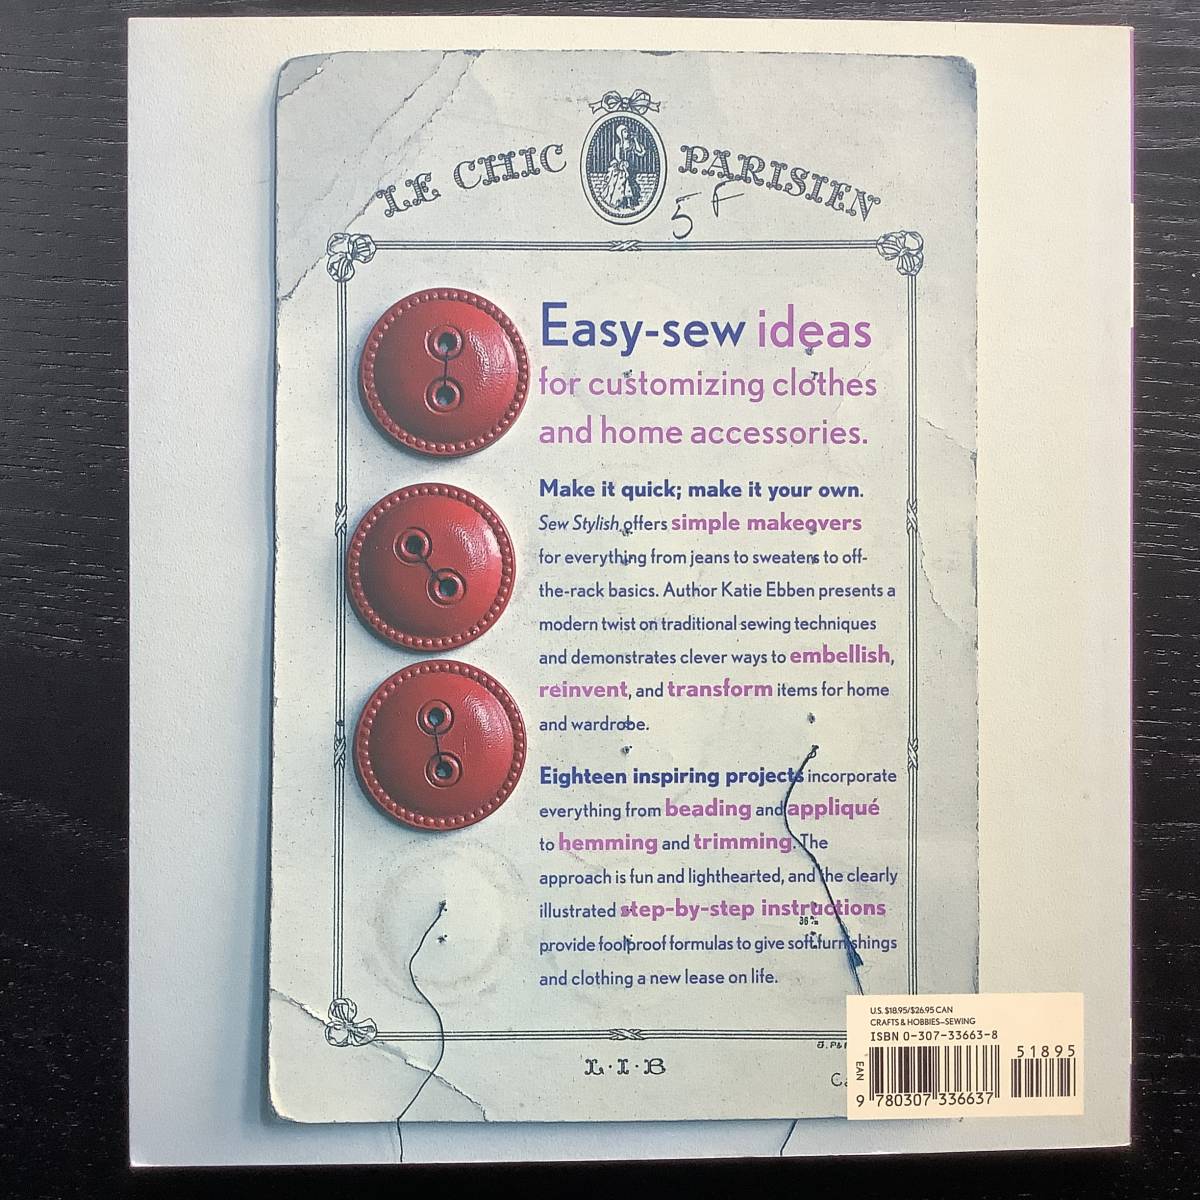 LE CHIC PARISIEN
5F
Easy-sew ideas
for customizing clothes
and home accessories.
Make it quick; make it your own.
Sew Stylish offers simple makeovers
for everything from jeans to sweaters to off-
the-rack basics. Author Katie Ebben presents a
modern twist on traditional sewing techniques
and demonstrates clever ways to embellish,
reinvent, and transform items for home
and wardrobe.
Eighteen inspiring projects incorporate
everything from beading and appliqué
to hemming and trimming. The
approach is fun and lighthearted, and the clearly
illustrated step-by-step instructions
provide foolproof formulas to give soft furnishings
and clothing a new lease on life.
L·I·B
U.S. $18.95/$26.95 CAN
CRAFTS & HOBBIES–SEWING
ISBN 0-307-33663-8
51895
EAN
9 780307 336637